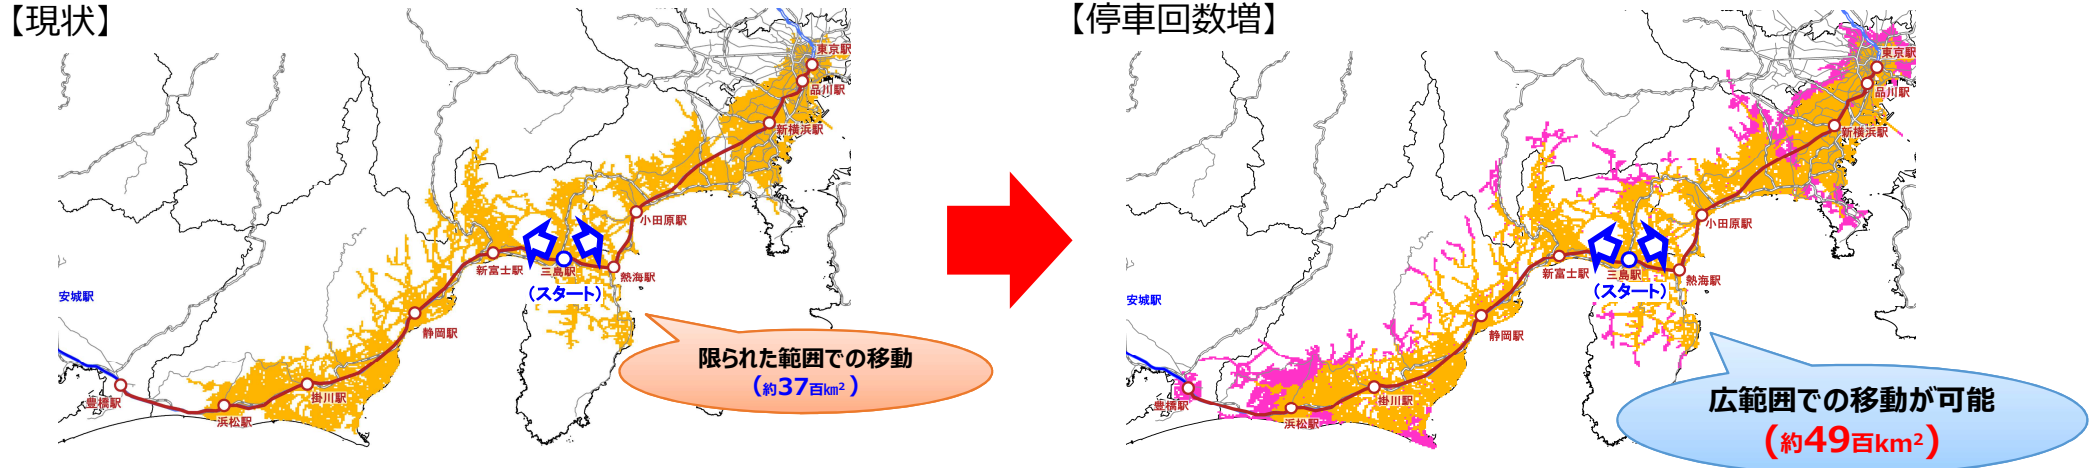 【現状】
東京駅
品川駅
新横浜駅
小田原駅
熱海駅
三島駅
(スタート)
新富士駅
静岡駅
掛川駅
浜松駅
豊橋駅
安城駅
限られた範囲での移動
(約37百km²)
【停車回数増】
東京駅
品川駅
新横浜駅
小田原駅
熱海駅
三島駅
(スタート)
新富士駅
静岡駅
掛川駅
浜松駅
豊橋駅
安城駅
広範囲での移動が可能
(約49百km²)